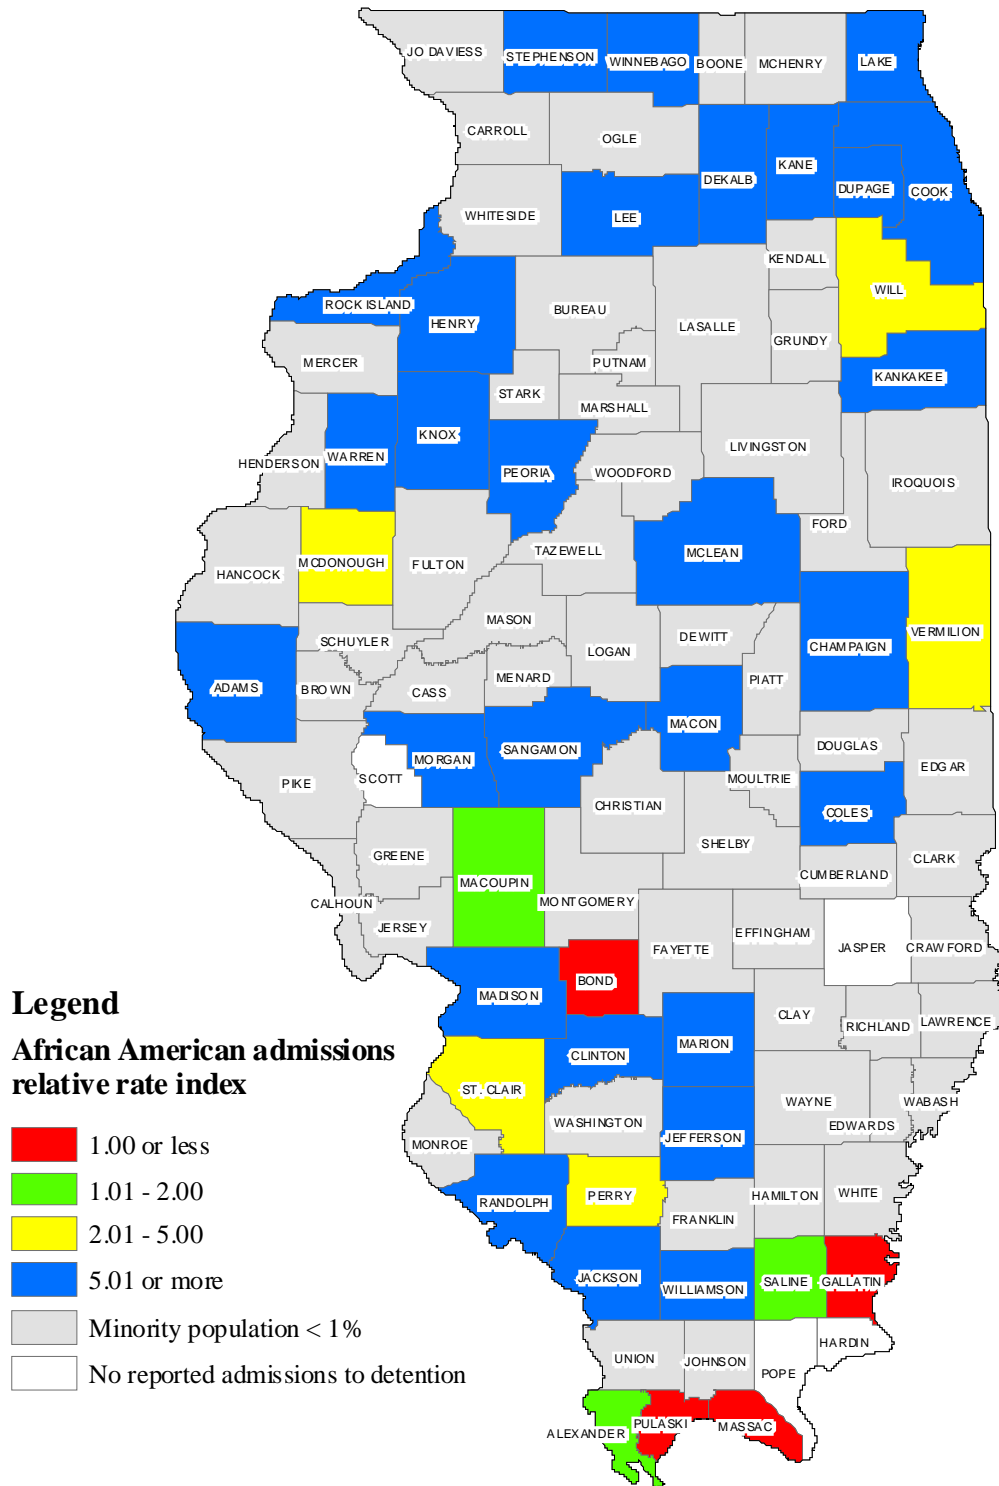 JO DAVIESS
STEPHENSON
WINNEBAGO
BOONE
MCHENRY
LAKE
CARROLL
OGLE
DEKALB
KANE
DUPAGE
COOK
WHITESIDE
LEE
KENDALL
WILL
ROCK ISLAND
HENRY
BUREAU
LASALLE
GRUNDY
MERCER
PUTNAM
KANKAKEE
STARK
MARSHALL
HENDERSON
WARREN
KNOX
PEORIA
WOODFORD
LIVINGSTON
IROQUOIS
FORD
HANCOCK
MCDONOUGH
FULTON
TAZEWELL
MCLEAN
SCHUYLER
MASON
LOGAN
DEWITT
CHAMPAIGN
VERMILION
ADAMS
BROWN
CASS
MENARD
PIATT
MACON
SCOTT
MORGAN
SANGAMON
DOUGLAS
EDGAR
PIKE
CHRISTIAN
MOULTRIE
COLES
GREENE
MACOUPIN
SHELBY
CUMBERLAND
CLARK
CALHOUN
JERSEY
MONTGOMERY
FAYETTE
EFFINGHAM
JASPER
CRAWFORD
MADISON
BOND
CLAY
RICHLAND
LAWRENCE
CLINTON
MARION
ST. CLAIR
WASHINGTON
WAYNE
EDWARDS
WABASH
MONROE
JEFFERSON
RANDOLPH
PERRY
FRANKLIN
HAMILTON
WHITE
JACKSON
WILLIAMSON
SALINE
GALLATIN
UNION
JOHNSON
POPE
HARDIN
ALEXANDER
PULASKI
MASSAC
Legend
African American admissions
relative rate index
1.00 or less
1.01 - 2.00
2.01 - 5.00
5.01 or more
Minority population < 1%
No reported admissions to detention